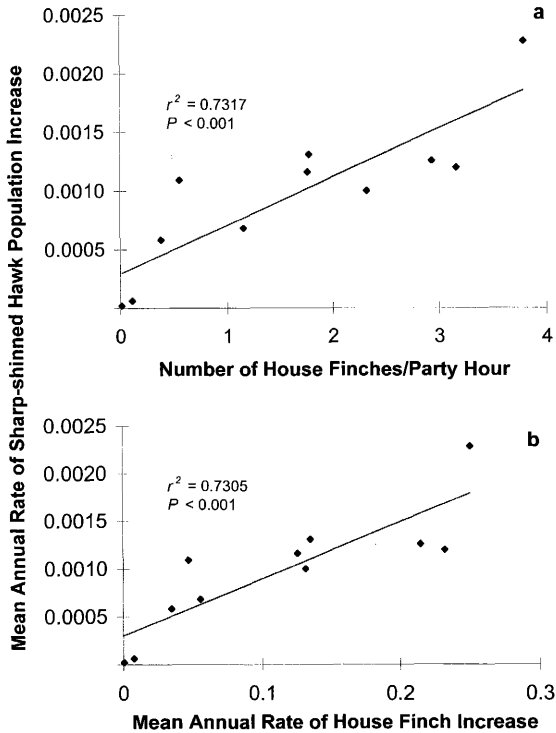 a
Mean Annual Rate of Sharp-shinned Hawk Population Increase
0.0025
0.0020
0.0015
0.0010
0.0005
r² = 0.7317
P < 0.001
0 1 2 3 4
Number of House Finches/Party Hour
b
0.0025
0.0020
0.0015
0.0010
0.0005
r² = 0.7305
P < 0.001
0 0.1 0.2 0.3
Mean Annual Rate of House Finch Increase